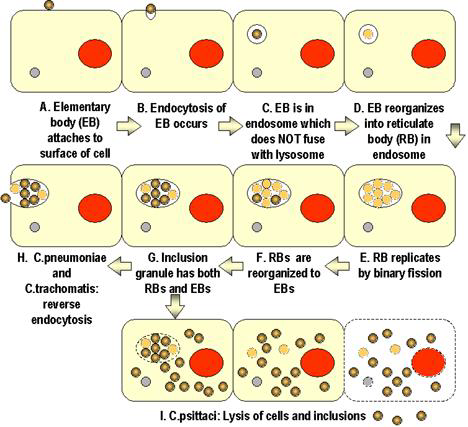 A. Elementary
body (EB)
attaches to
surface of cell
B. Endocytosis of
EB occurs
C. EB is in
endosome which
does NOT fuse
with lysosome
D. EB reorganizes
into reticulate
body (RB) in
endosome
E. RB replicates
by binary fission
F. RBs are
reorganized to
EBs
G. Inclusion
granule has both
RBs and EBs
H. C.pneumoniae
and
C.trachomatis:
reverse
endocytosis
I. C.psittaci: Lysis of cells and inclusions